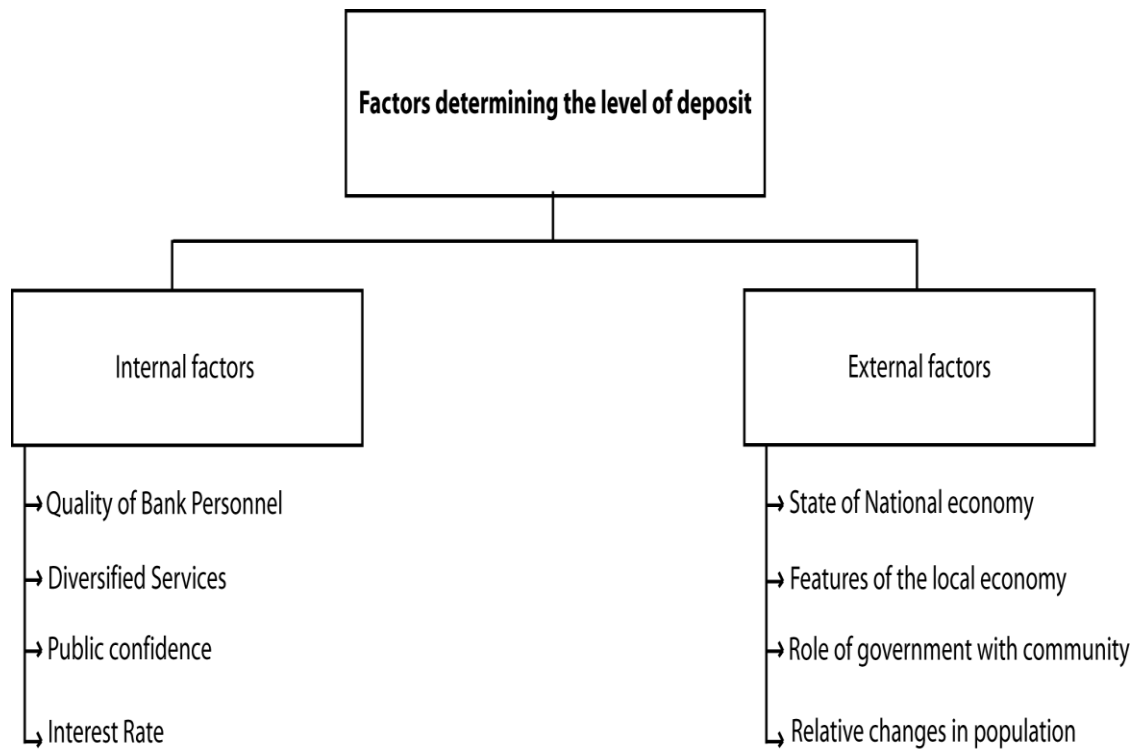 Factors determining the level of deposit
Internal factors
Quality of Bank Personnel
Diversified Services
Public confidence
Interest Rate
External factors
State of National economy
Features of the local economy
Role of government with community
Relative changes in population